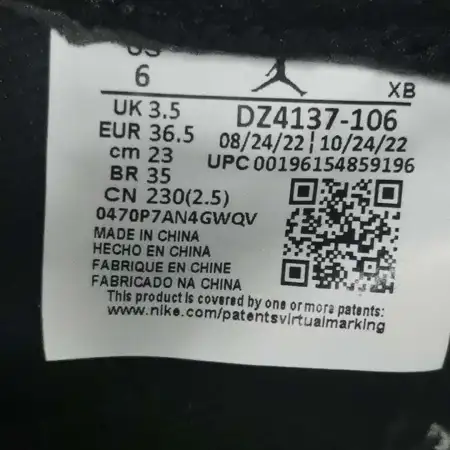 US
6
XB
UK 3.5
EUR 36.5
cm 23
BR 35
CN 230(2.5)
0470P7AN4GWQV
DZ4137-106
08/24/22 | 10/24/22
UPC 00196154859196
MADE IN CHINA
HECHO EN CHINA
FABRIQUE EN CHINE
FABRICADO NA CHINA
This product is covered by one or more patents:
www.nike.com/patentsvirtualmarking